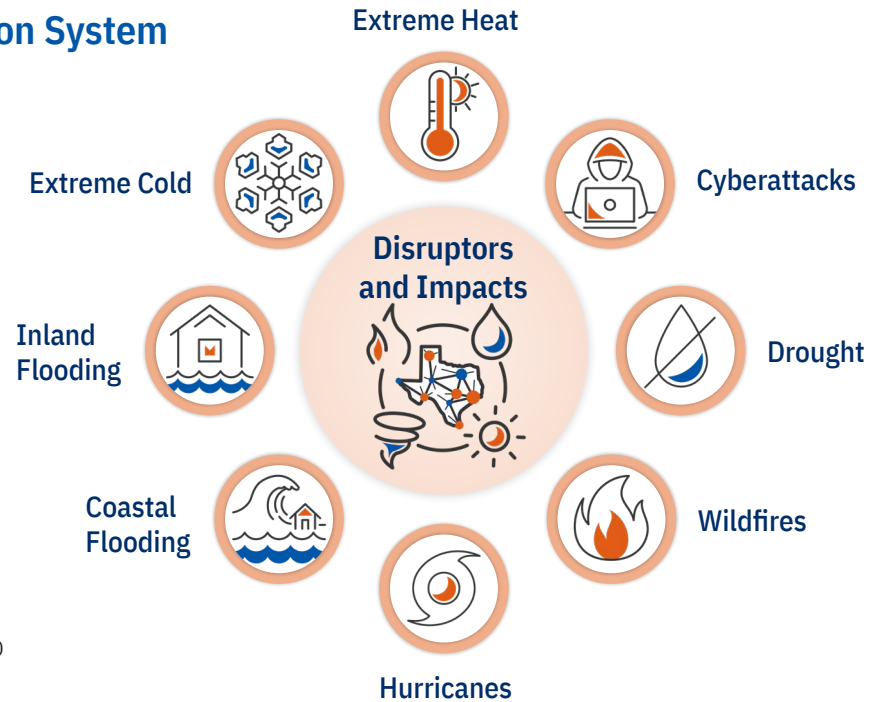 on System
Extreme Heat
Extreme Cold
Cyberattacks
Disruptors
and Impacts
Inland
Flooding
Drought
Coastal
Flooding
Wildfires
Hurricanes